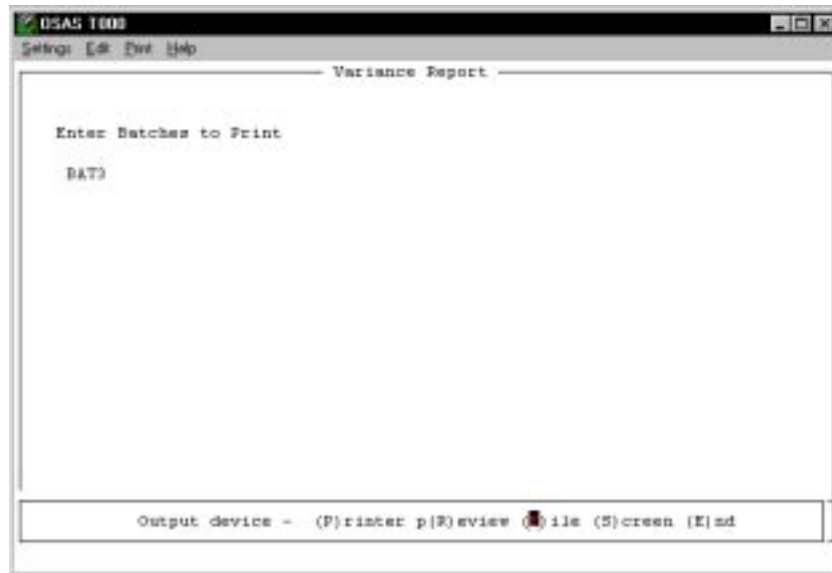 OSAS T000
Settings Edit Print Help
Variance Report
Enter Batches to Print
BAT3
Output device - (P)rinter p(R)eview (F)ile (S)creen (E)nd